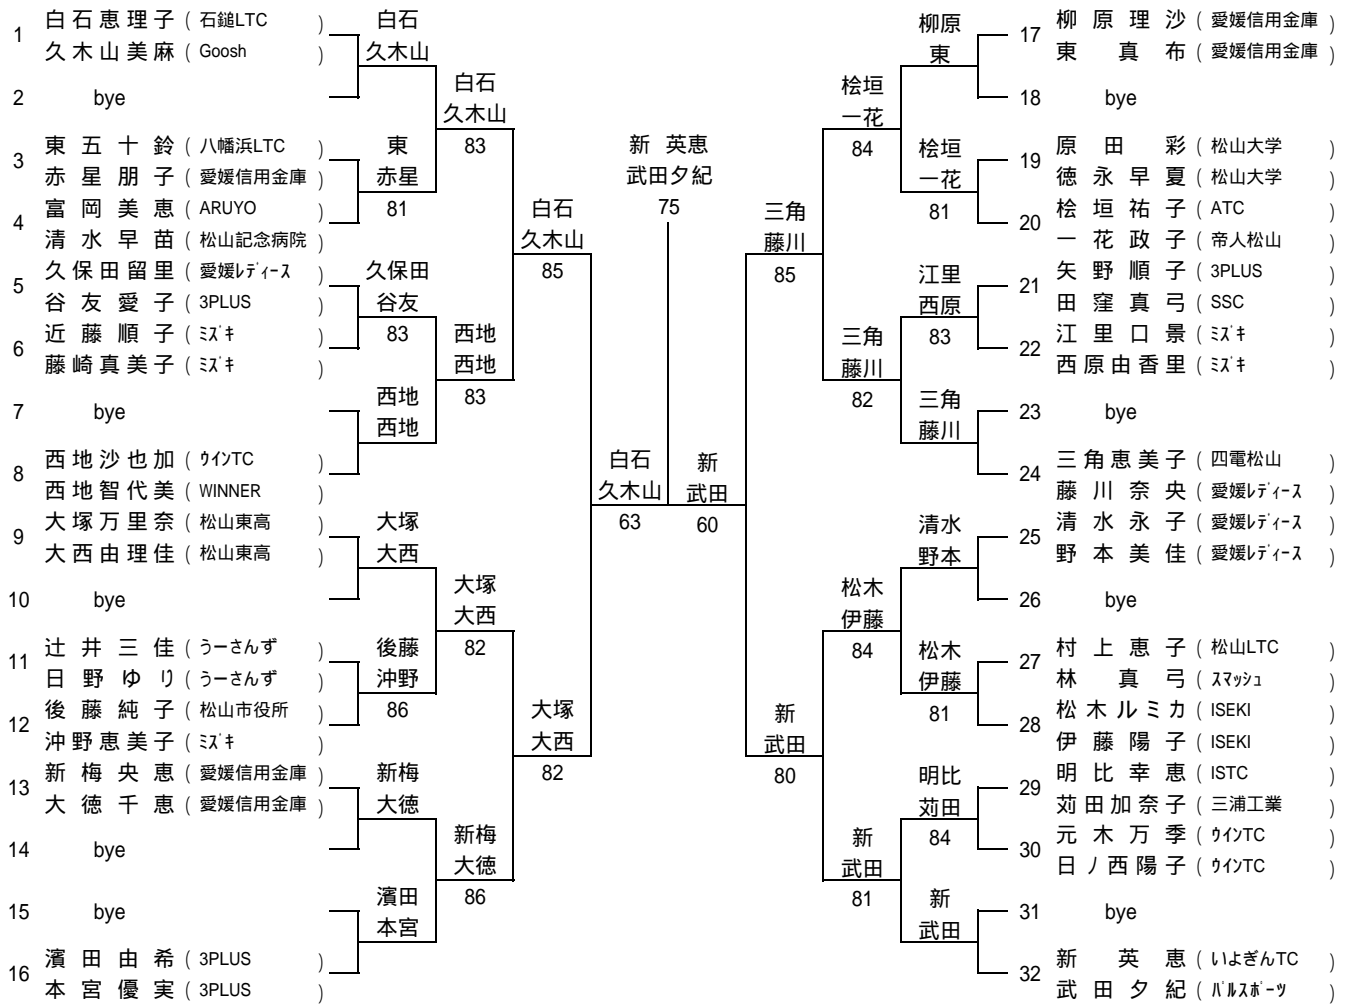 1 白石恵理子 ( 石鎚LTC )
久木山美麻 ( Goosh )
2 bye
3 東五十鈴 ( 八幡浜LTC )
赤星朋子 ( 愛媛信用金庫 )
4 富岡美恵 ( ARUYO )
清水早苗 ( 松山記念病院 )
5 久保田留里 ( 愛媛ﾚﾃﾞｨｰｽ )
谷友愛子 ( 3PLUS )
6 近藤順子 ( ﾐｽﾞｷ )
藤崎真美子 ( ﾐｽﾞｷ )
7 bye
8 西地沙也加 ( ｳｲﾝTC )
西地智代美 ( WINNER )
9 大塚万里奈 ( 松山東高 )
大西由理佳 ( 松山東高 )
10 bye
11 辻井三佳 ( うーさんず )
日野ゆり ( うーさんず )
12 後藤純子 ( 松山市役所 )
沖野恵美子 ( ﾐｽﾞｷ )
13 新梅央恵 ( 愛媛信用金庫 )
大徳千恵 ( 愛媛信用金庫 )
14 bye
15 bye
16 濱田由希 ( 3PLUS )
本宮優実 ( 3PLUS )
白石
久木山
東
赤星
81
久保田
谷友
83
西地
西地
大塚
大西
後藤
沖野
86
新梅
大徳
濱田
本宮
白石
久木山
83
西地
西地
83
大塚
大西
82
新梅
大徳
86
白石
久木山
85
大塚
大西
82
白石
久木山
63
新 英恵
武田夕紀
75
新
武田
60
三角
藤川
85
新
武田
80
桧垣
一花
84
三角
藤川
82
松木
伊藤
84
新
武田
81
柳原
東
桧垣
一花
81
江里
西原
83
三角
藤川
清水
野本
松木
伊藤
81
明比
苅田
84
新
武田
17 柳原理沙 ( 愛媛信用金庫 )
東真布 ( 愛媛信用金庫 )
18 bye
19 原田彩 ( 松山大学 )
徳永早夏 ( 松山大学 )
20 桧垣祐子 ( ATC )
一花政子 ( 帝人松山 )
21 矢野順子 ( 3PLUS )
田窪真弓 ( SSC )
22 江里口景 ( ﾐｽﾞｷ )
西原由香里 ( ﾐｽﾞｷ )
23 bye
24 三角恵美子 ( 四電松山 )
藤川奈央 ( 愛媛ﾚﾃﾞｨｰｽ )
25 清水永子 ( 愛媛ﾚﾃﾞｨｰｽ )
野本美佳 ( 愛媛ﾚﾃﾞｨｰｽ )
26 bye
27 村上恵子 ( 松山LTC )
林真弓 ( ｽﾏｯｼｭ )
28 松木ルミカ ( ISEKI )
伊藤陽子 ( ISEKI )
29 明比幸恵 ( ISTC )
苅田加奈子 ( 三浦工業 )
30 元木万季 ( ｳｲﾝTC )
日ノ西陽子 ( ｳｲﾝTC )
31 bye
32 新英恵 ( いよぎんTC )
武田夕紀 ( ﾊﾟﾙｽﾎﾟｰﾂ )